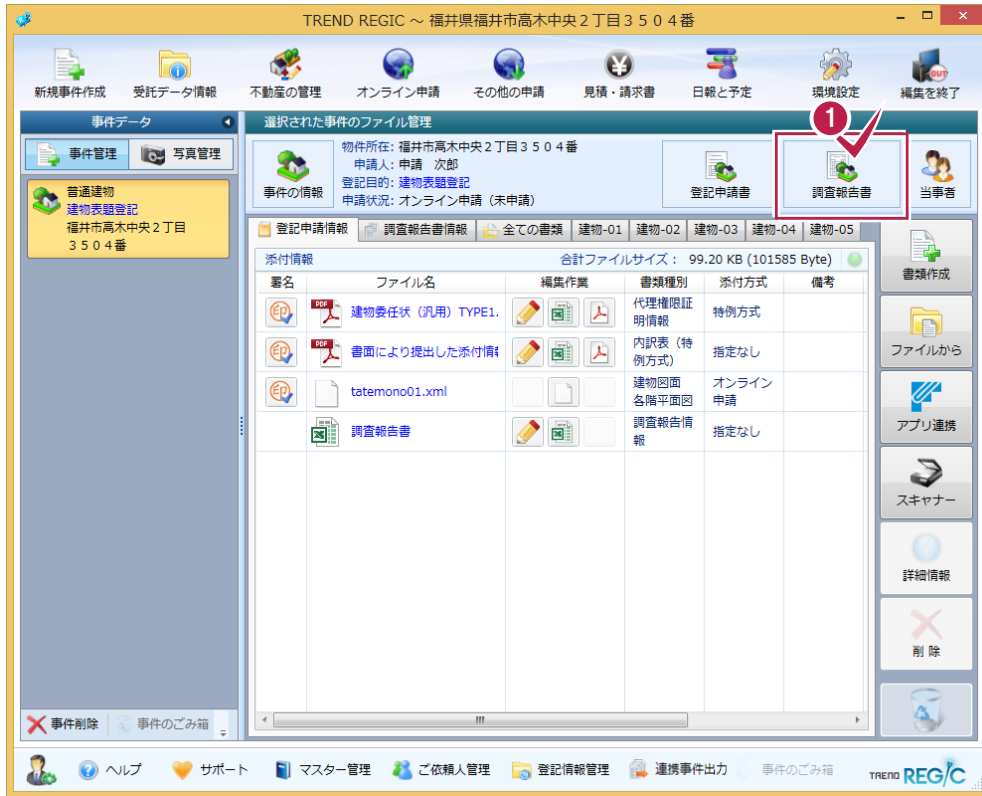 TREND REGIC ～ 福井県福井市高木中央２丁目３５０４番
新規事件作成
受託データ情報
不動産の管理
オンライン申請
その他の申請
見積・請求書
日報と予定
環境設定
OUT
編集を終了
事件データ
選択された事件のファイル管理
1
事件管理
写真管理
普通建物
建物表題登記
福井市高木中央２丁目
３５０４番
事件の情報
物件所在: 福井市高木中央２丁目３５０４番
申請人: 申請 次郎
登記目的: 建物表題登記
申請状況: オンライン申請（未申請）
登記申請書
調査報告書
当事者
登記申請情報
調査報告書情報
全ての書類
建物-01
建物-02
建物-03
建物-04
建物-05
添付情報
合計ファイルサイズ： 99.20 KB (101585 Byte)
署名
ファイル名
編集作業
書類種別
添付方式
備考
印
PDF
建物委任状（汎用）TYPE1.
代理権限証
明情報
特例方式
印
PDF
書面により提出した添付情報
内訳表（特
例方式）
指定なし
印
tatemono01.xml
建物図面
各階平面図
オンライン
申請
調査報告書
調査報告情
報
指定なし
書類作成
ファイルから
アプリ連携
スキャナー
詳細情報
削 除
事件削除
事件のごみ箱
ヘルプ
サポート
マスター管理
ご依頼人管理
登記情報管理
連携事件出力
事件のごみ箱
TREND REGIC